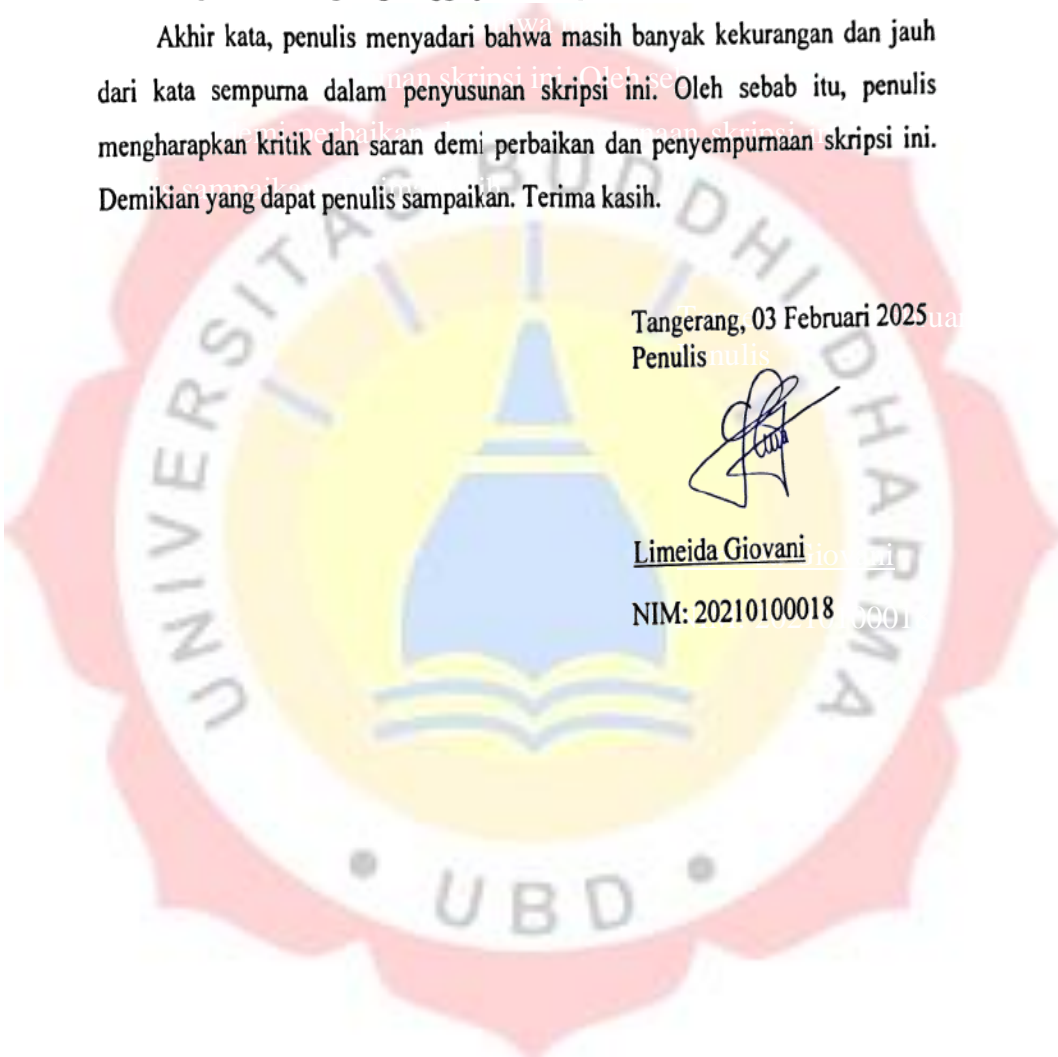 Akhir kata, penulis menyadari bahwa masih banyak kekurangan dan jauh
dari kata sempurna dalam penyusunan skripsi ini. Oleh sebab itu, penulis
mengharapkan kritik dan saran demi perbaikan dan penyempurnaan skripsi ini.
Demikian yang dapat penulis sampaikan. Terima kasih.
Tangerang, 03 Februari 2025
Penulis
Limeida Giovani
NIM: 20210100018
UNIVERSITAS BUDDHI DHARMA
• UBD •